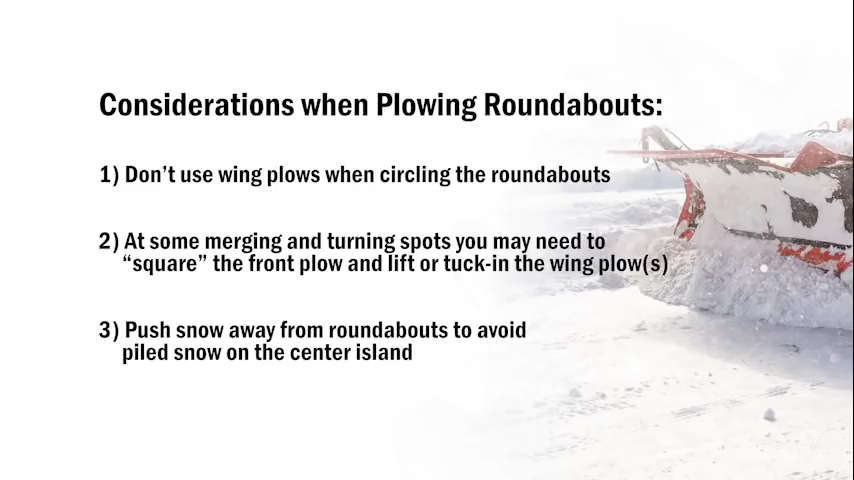 Considerations when Plowing Roundabouts:
1) Don't use wing plows when circling the roundabouts
2) At some merging and turning spots you may need to
“square” the front plow and lift or tuck-in the wing plow(s)
3) Push snow away from roundabouts to avoid
piled snow on the center island